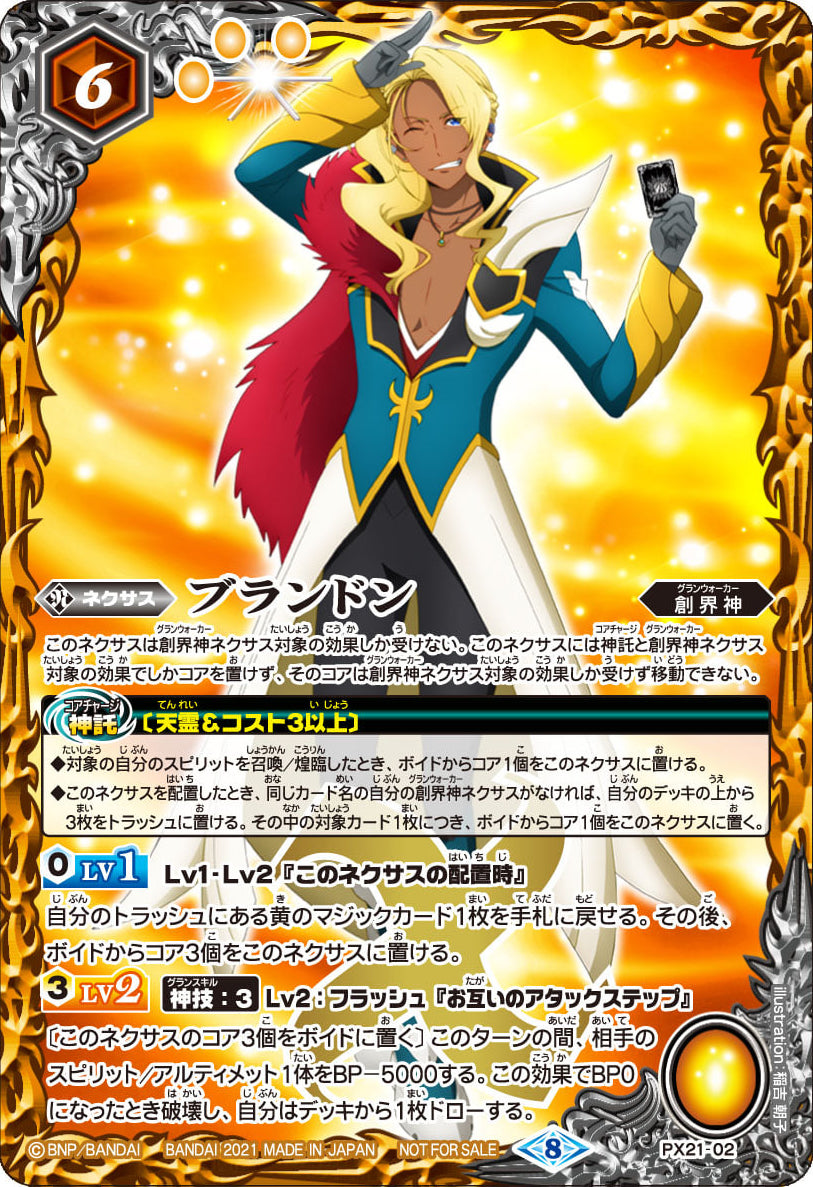 6
ネクサス ブランドン 創界神
グランウォーカー
このネクサスは創界神ネクサス対象の効果しか受けない。このネクサスには神託と創界神ネクサス
対象の効果でしかコアを置けず、そのコアは創界神ネクサス対象の効果しか受けず移動できない。
コアチャージ
神託 〔天霊&コスト3以上〕
◆対象の自分のスピリットを召喚/煌臨したとき、ボイドからコア1個をこのネクサスに置ける。
◆このネクサスを配置したとき、同じカード名の自分の創界神ネクサスがなければ、自分のデッキの上から
3枚をトラッシュに置ける。その中の対象カード1枚につき、ボイドからコア1個をこのネクサスに置く。
0 LV1 Lv1-Lv2『このネクサスの配置時』
自分のトラッシュにある黄のマジックカード1枚を手札に戻せる。その後、
ボイドからコア3個をこのネクサスに置ける。
グランスキル
3 LV2 神技:3 Lv2:フラッシュ『お互いのアタックステップ』
〔このネクサスのコア3個をボイドに置く〕このターンの間、相手の
スピリット/アルティメット1体をBP-5000する。この効果でBP0
になったとき破壊し、自分はデッキから1枚ドローする。
illustration:稲吉 朝子
©BNP/BANDAI BANDAI 2021 MADE IN JAPAN NOT FOR SALE 8 PX21-02